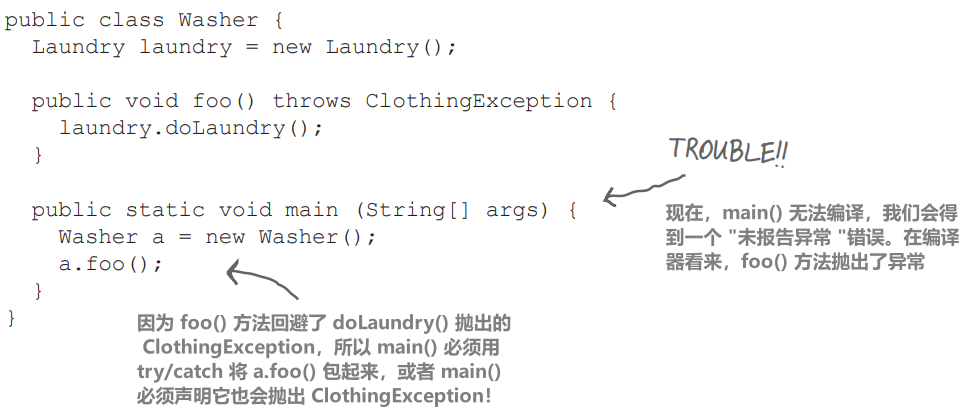 public class Washer {
Laundry laundry = new Laundry();
public void foo() throws ClothingException {
laundry.doLaundry();
}
public static void main (String[] args) {
Washer a = new Washer();
a.foo();
}
}
TROUBLE!!
现在，main() 无法编译，我们会得
到一个 "未报告异常 "错误。在编译
器看来，foo() 方法抛出了异常
因为 foo() 方法回避了 doLaundry() 抛出的
ClothingException，所以 main() 必须用
try/catch 将 a.foo() 包起来，或者 main()
必须声明它也会抛出 ClothingException！